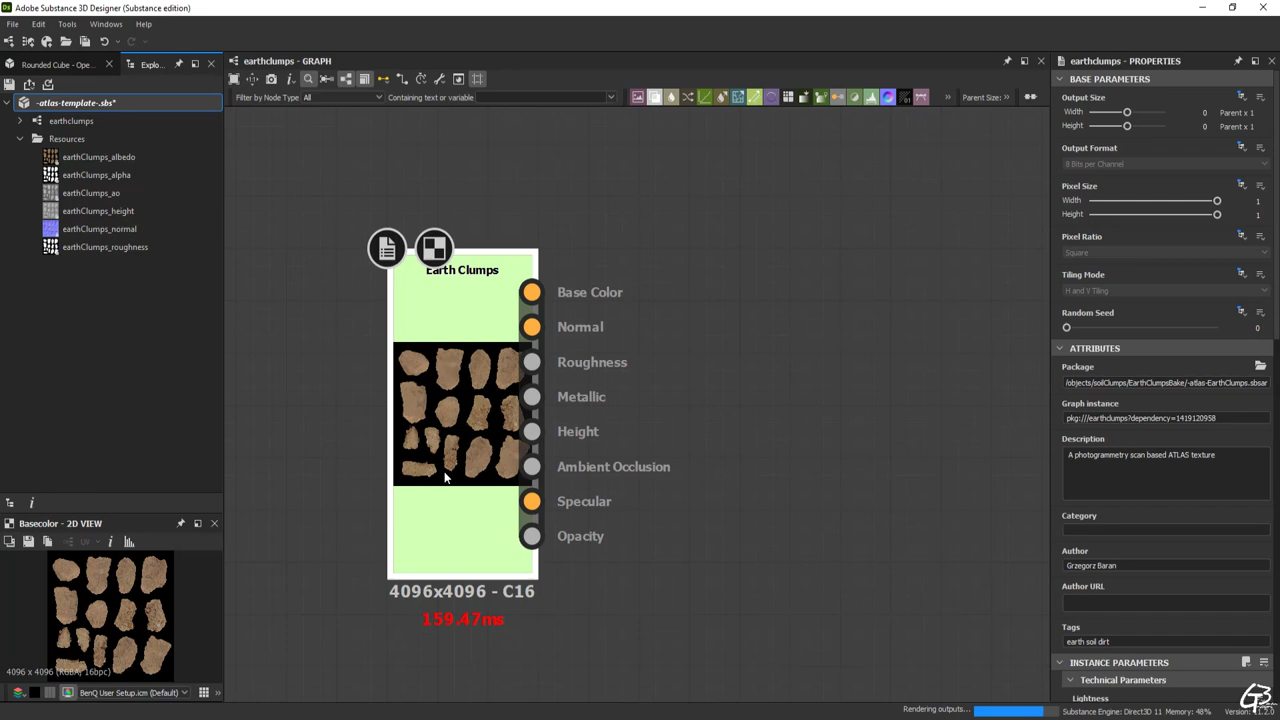 Adobe Substance 3D Designer (Substance edition)
File Edit Tools Windows Help
Rounded Cube - Ope...
Explo...
-atlas-template-.sbs*
earthclumps
Resources
earthClumps_albedo
earthClumps_alpha
earthClumps_ao
earthClumps_height
earthClumps_normal
earthClumps_roughness
Basecolor - 2D VIEW
UV
4096 x 4096 (RGBA, 16bpc)
BenQ User Setup.icm (Default)
earthclumps - GRAPH
Filter by Node Type All Containing text or variable Parent Size:
Earth Clumps
Base Color
Normal
Roughness
Metallic
Height
Ambient Occlusion
Specular
Opacity
4096x4096 - C16
159.47ms
Rendering outputs...
earthclumps - PROPERTIES
BASE PARAMETERS
Output Size
Width 0 Parent x 1
Height 0 Parent x 1
Output Format
8 Bits per Channel
Pixel Size
Width 1
Height 1
Pixel Ratio
Square
Tiling Mode
H and V Tiling
Random Seed
0
ATTRIBUTES
Package
/objects/soilClumps/EarthClumpsBake/-atlas-EarthClumps.sbsar
Graph instance
pkg:///earthclumps?dependency=1419120958
Description
A photogrammetry scan based ATLAS texture
Category
Author
Grzegorz Baran
Author URL
Tags
earth soil dirt
INSTANCE PARAMETERS
Technical Parameters
Lightness
Substance Engine: Direct3D 11 Memory: 48%